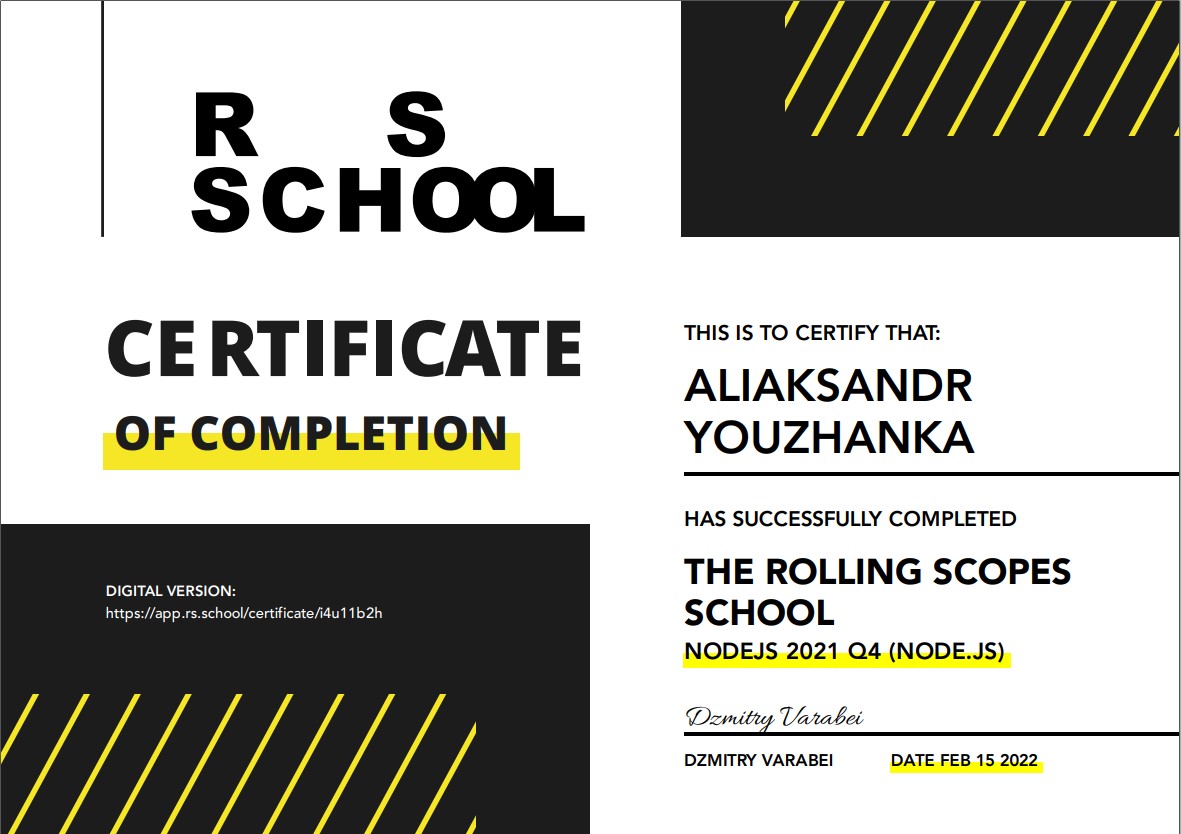 R S
SCHOOL
CERTIFICATE
OF COMPLETION
DIGITAL VERSION:
https://app.rs.school/certificate/i4u11b2h
THIS IS TO CERTIFY THAT:
ALIAKSANDR
YOUZHANKA
HAS SUCCESSFULLY COMPLETED
THE ROLLING SCOPES
SCHOOL
NODEJS 2021 Q4 (NODE.JS)
Dzmitry Varabei
DZMITRY VARABEI DATE FEB 15 2022